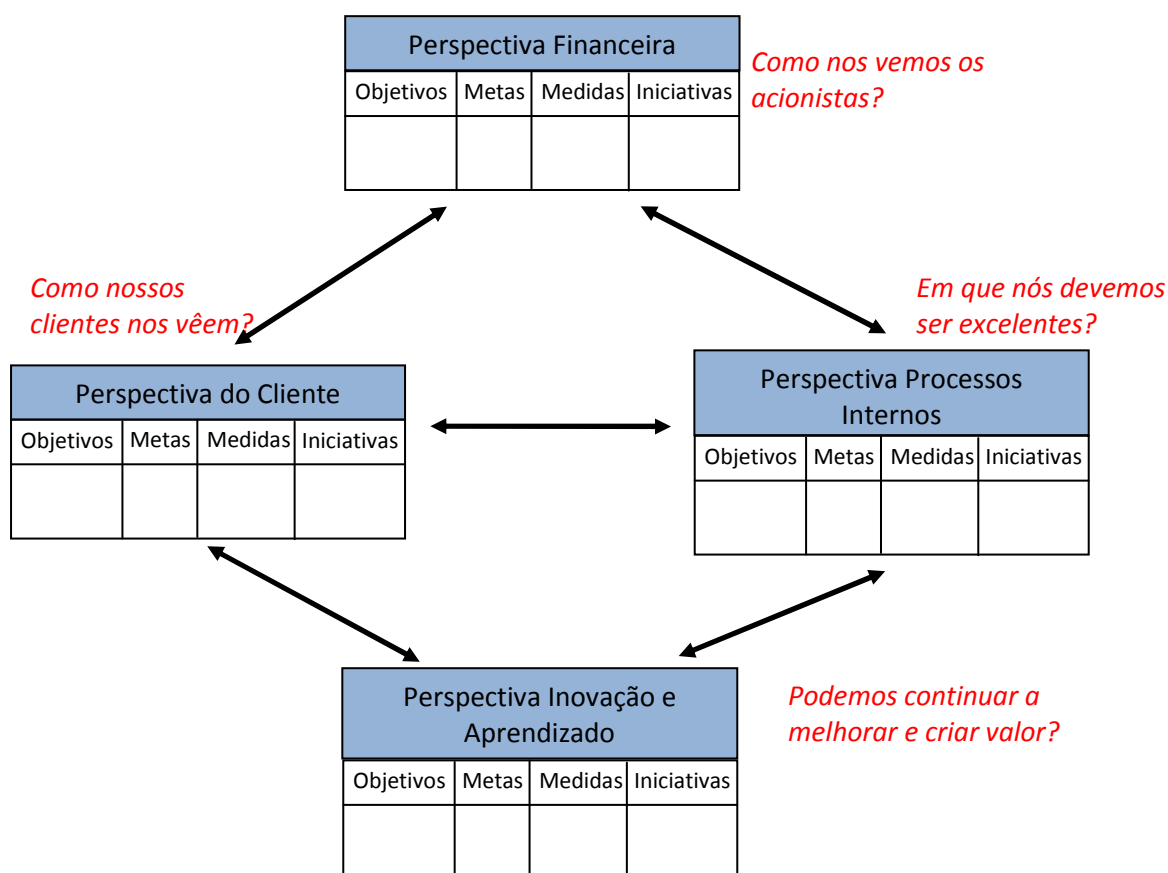 Perspectiva Financeira
Como nos vemos os
acionistas?
Objetivos Metas Medidas Iniciativas
Como nossos
clientes nos vêem?
Em que nós devemos
ser excelentes?
Perspectiva do Cliente
Objetivos Metas Medidas Iniciativas
Perspectiva Processos
Internos
Objetivos Metas Medidas Iniciativas
Perspectiva Inovação e
Aprendizado
Podemos continuar a
melhorar e criar valor?
Objetivos Metas Medidas Iniciativas